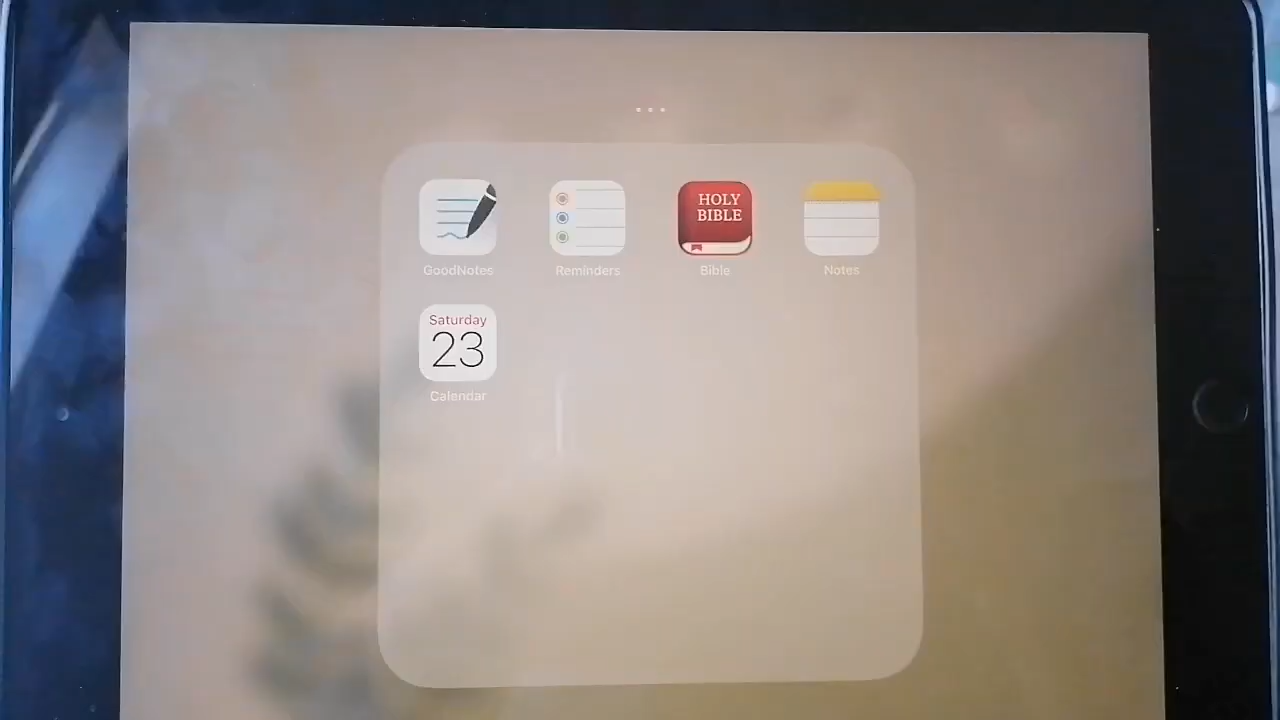 ...
HOLY
BIBLE
GoodNotes
Reminders
Bible
Notes
Saturday
23
Calendar